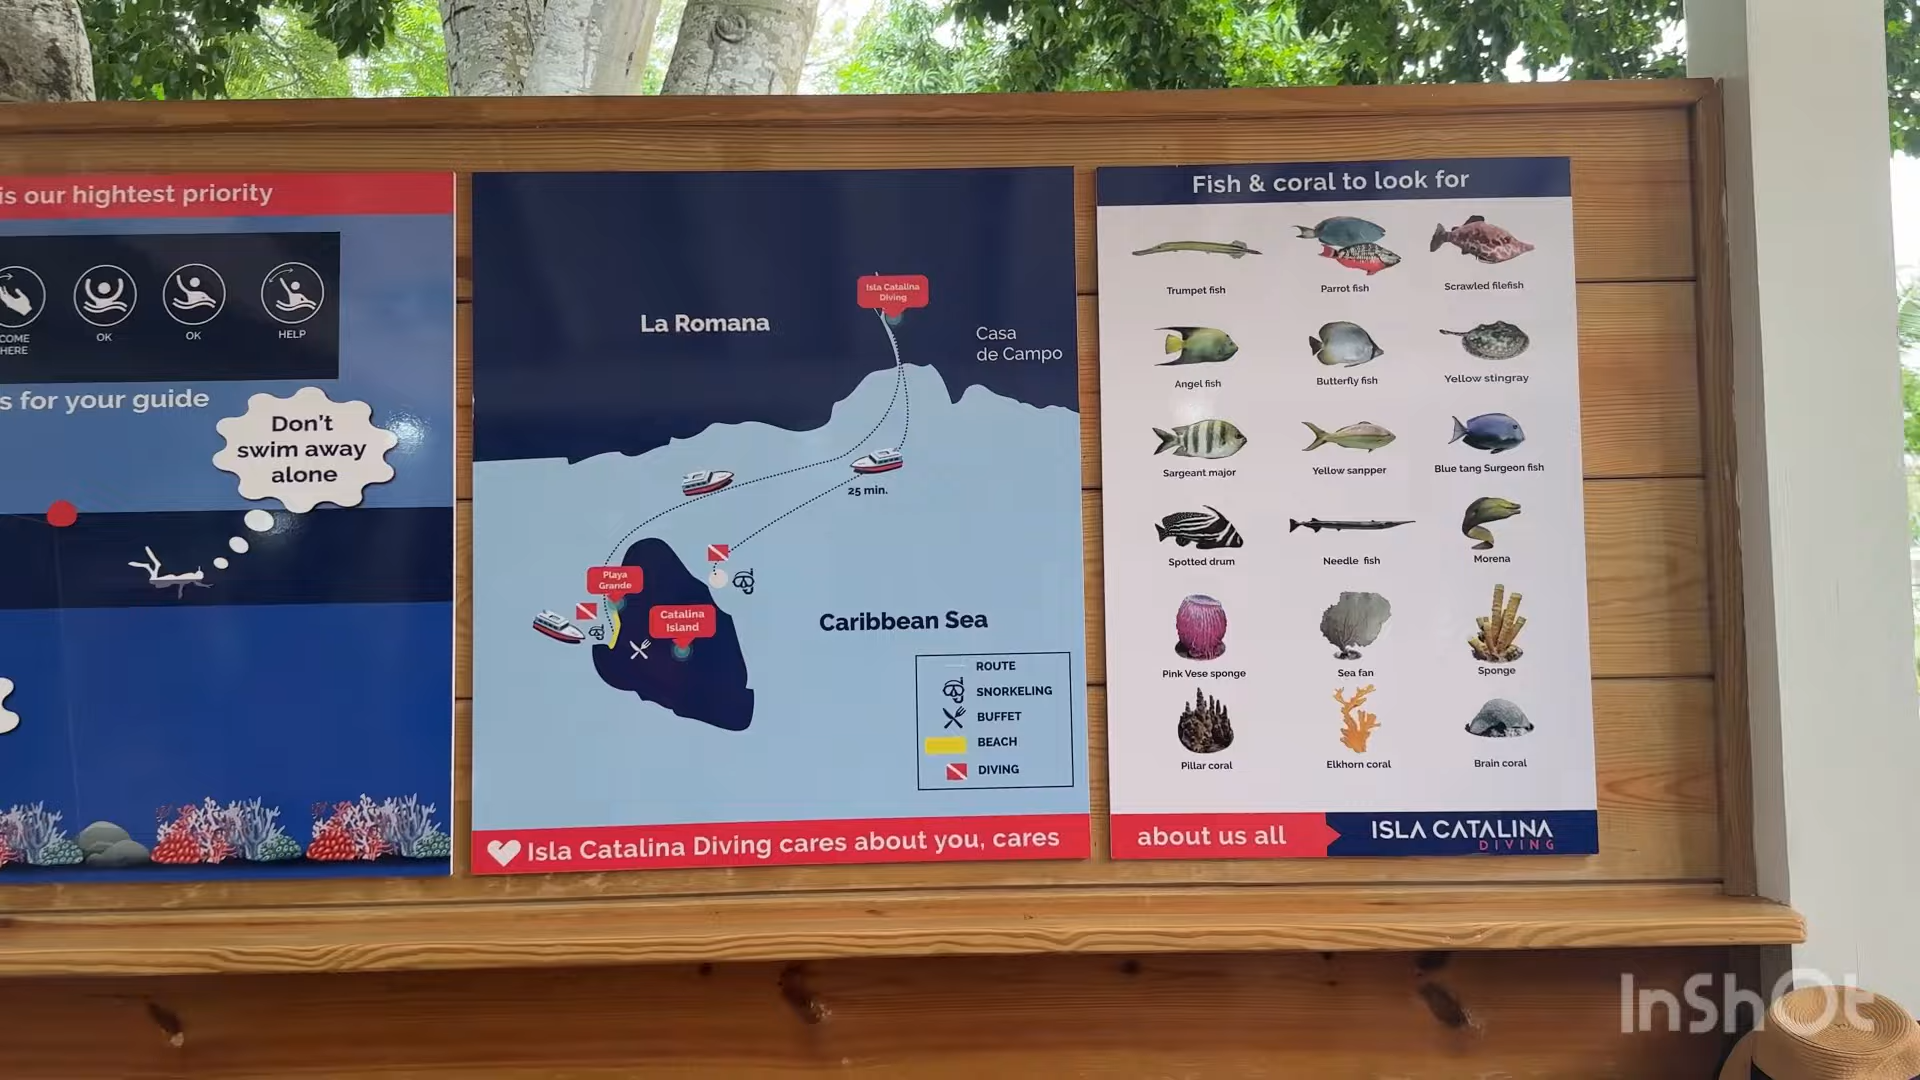 is our hightest priority
COME
HERE
OK
OK
HELP
s for your guide
Don't
swim away
alone
Isla Catalina
Diving
La Romana
Casa
de Campo
25 min.
Playa
Grande
Catalina
Island
Caribbean Sea
ROUTE
SNORKELING
BUFFET
BEACH
DIVING
Isla Catalina Diving cares about you, cares
Fish & coral to look for
Trumpet fish
Parrot fish
Scrawled filefish
Angel fish
Butterfly fish
Yellow stingray
Sargeant major
Yellow sanpper
Blue tang Surgeon fish
Spotted drum
Needle fish
Morena
Pink Vese sponge
Sea fan
Sponge
Pillar coral
Elkhorn coral
Brain coral
about us all
ISLA CATALINA
DIVING
InShOt